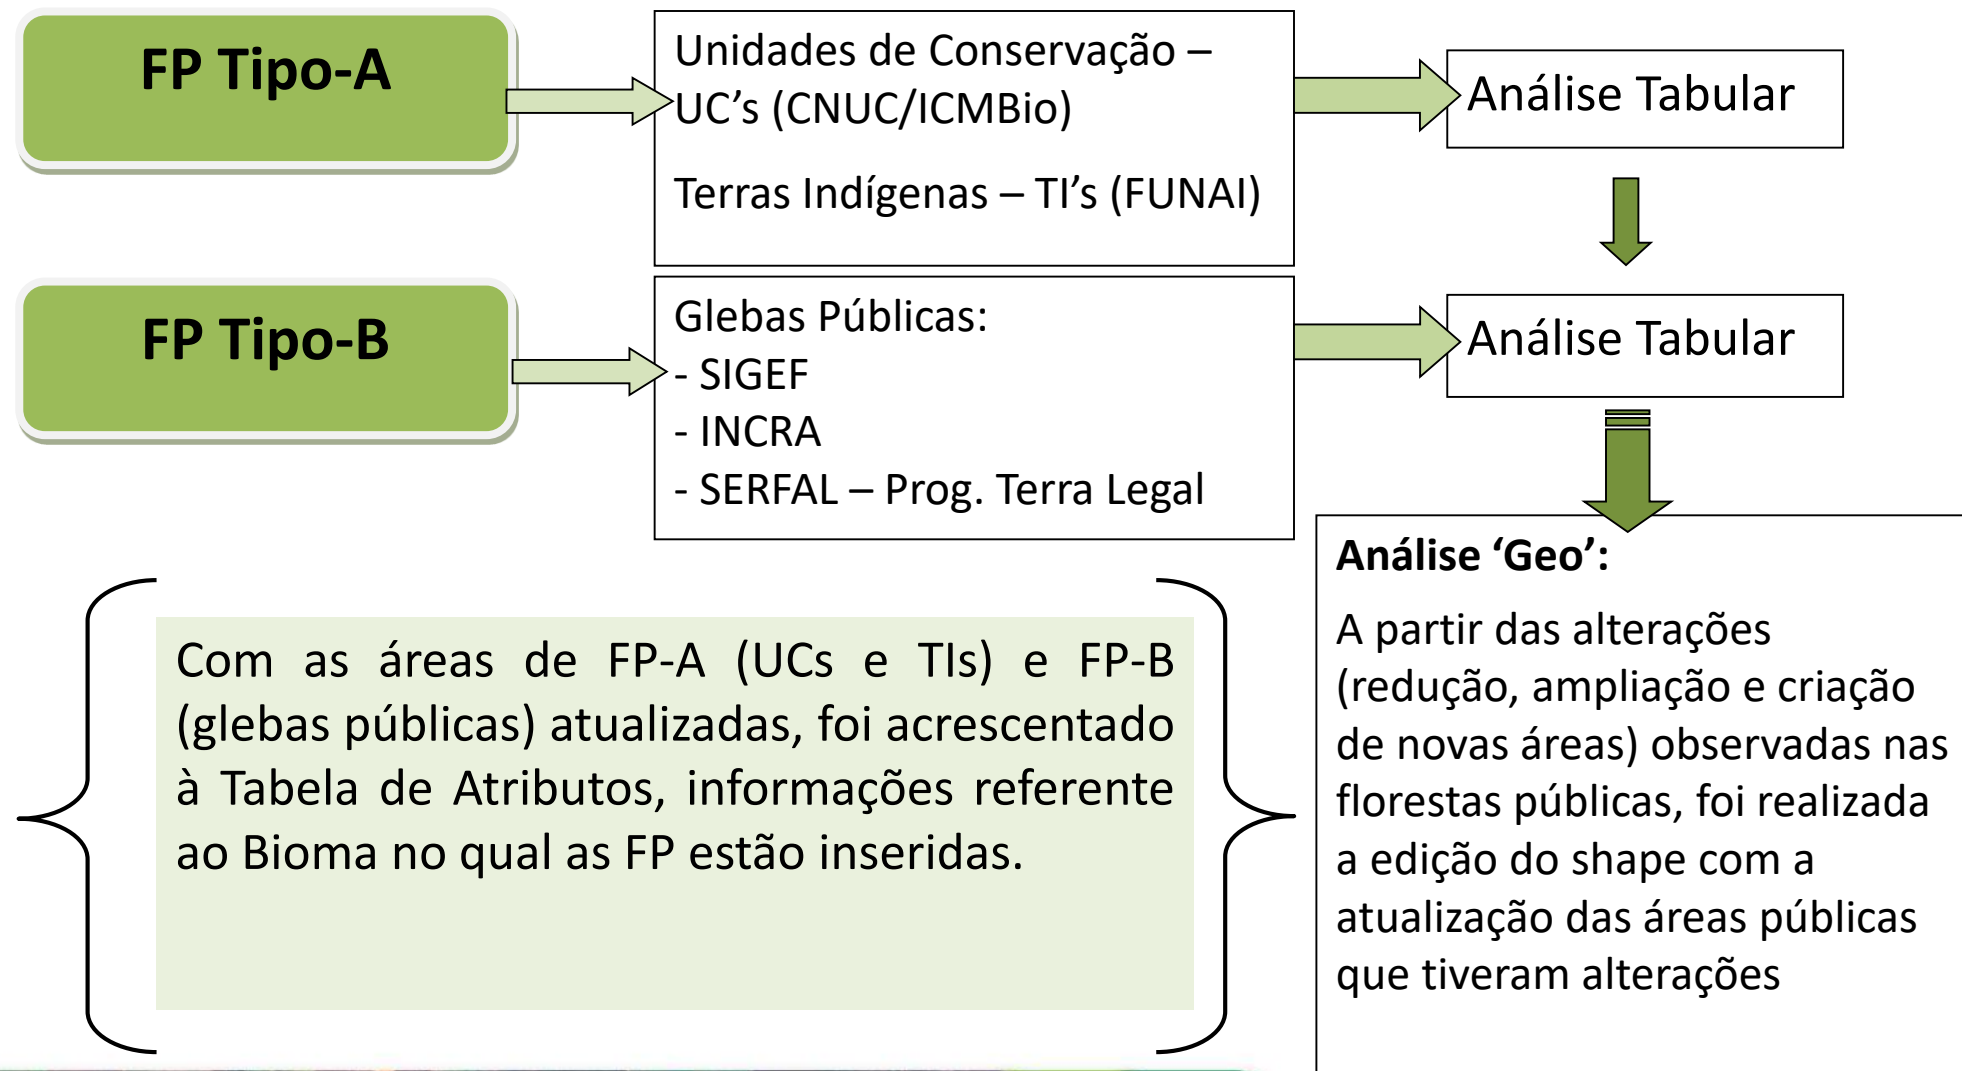 FP Tipo-A
Unidades de Conservação –
UC’s (CNUC/ICMBio)
Terras Indígenas – TI’s (FUNAI)
Análise Tabular
FP Tipo-B
Glebas Públicas:
- SIGEF
- INCRA
- SERFAL – Prog. Terra Legal
Análise Tabular
Com as áreas de FP-A (UCs e TIs) e FP-B
(glebas públicas) atualizadas, foi acrescentado
à Tabela de Atributos, informações referente
ao Bioma no qual as FP estão inseridas.
Análise ‘Geo’:
A partir das alterações
(redução, ampliação e criação
de novas áreas) observadas nas
florestas públicas, foi realizada
a edição do shape com a
atualização das áreas públicas
que tiveram alterações